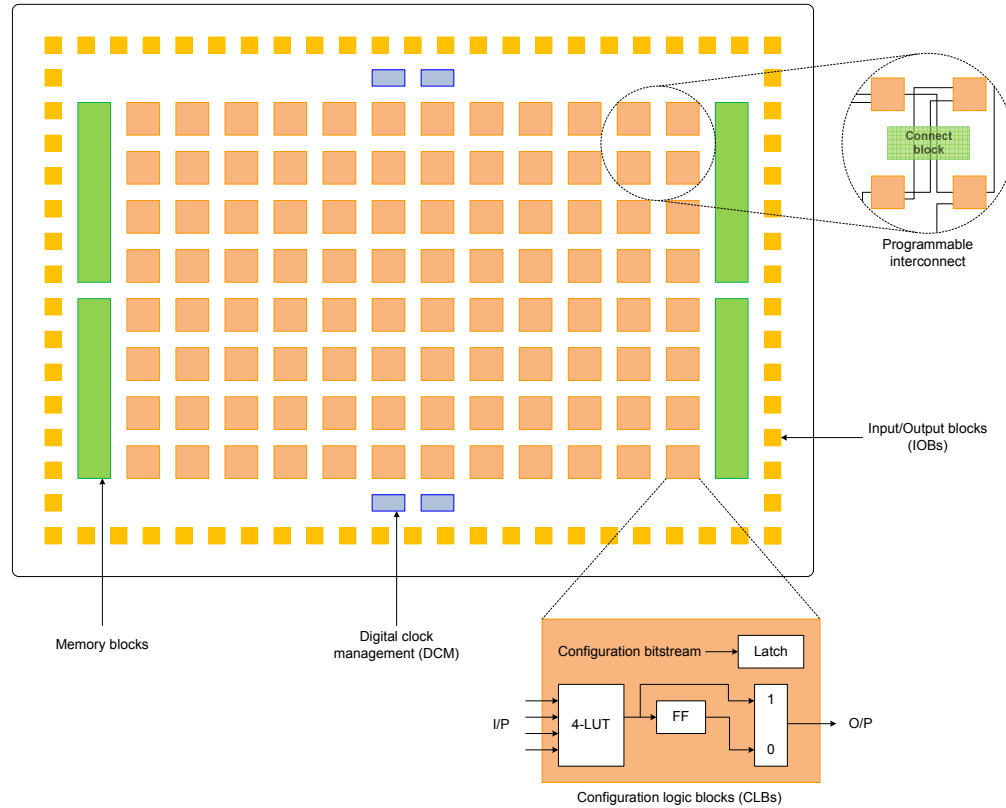 Connect
block
Programmable
interconnect
Input/Output blocks
(IOBs)
Memory blocks
Digital clock
management (DCM)
Configuration bitstream
Latch
I/P
4-LUT
FF
1
0
O/P
Configuration logic blocks (CLBs)